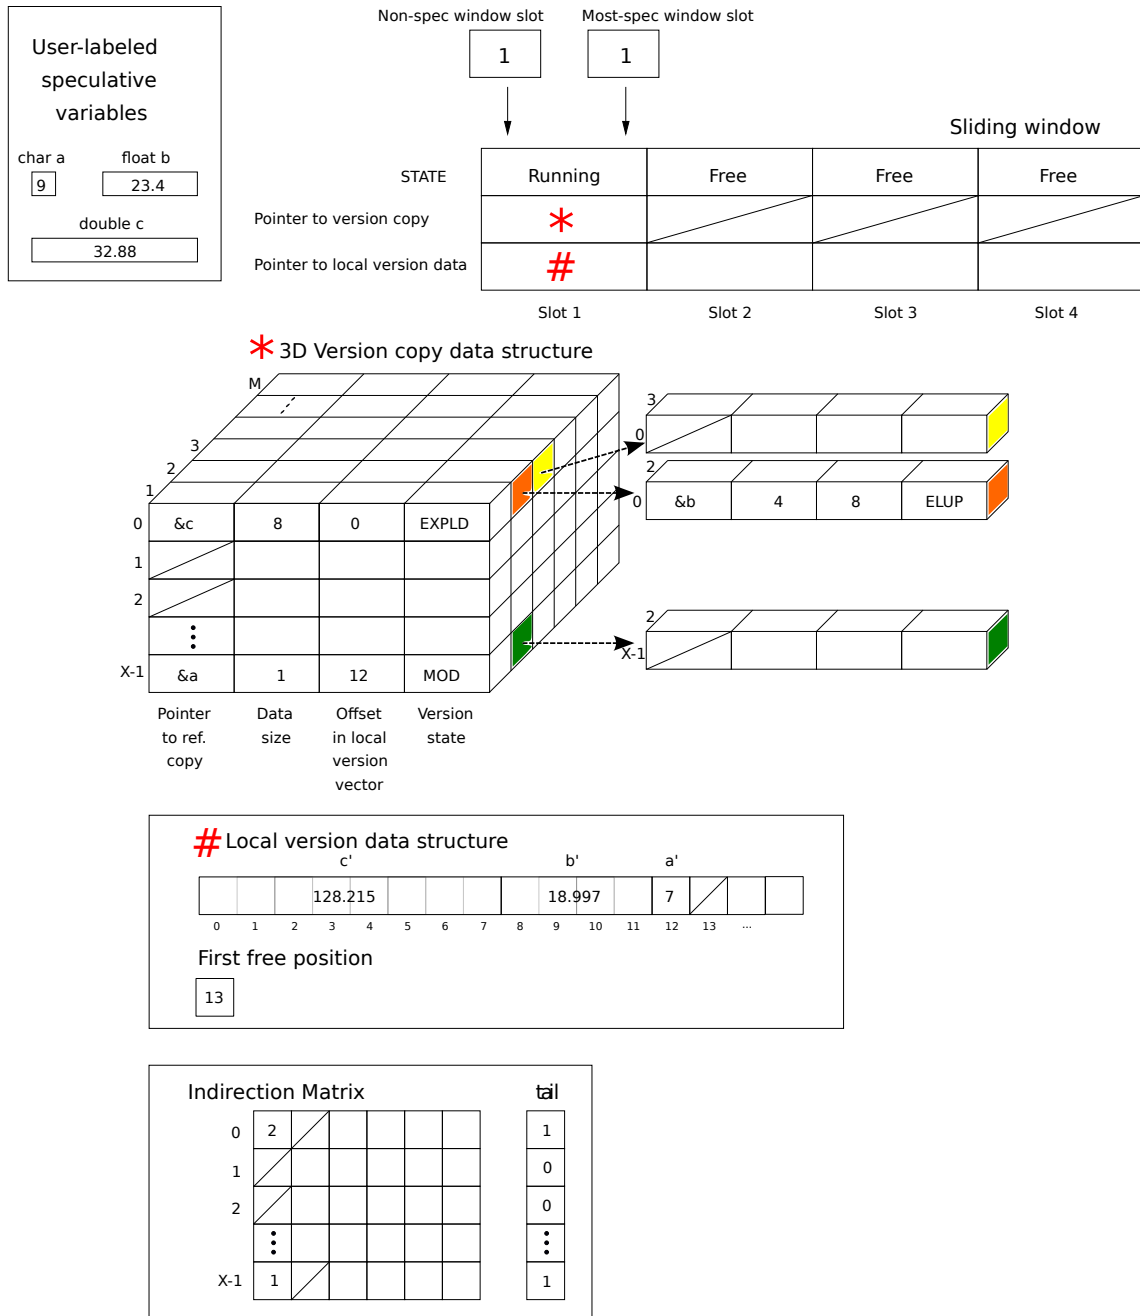 User-labeled
speculative
variables
char a
float b
9
23.4
double c
32.88
Non-spec window slot
Most-spec window slot
1
1
Sliding window
STATE
Running
Free
Free
Free
Pointer to version copy
*
Pointer to local version data
#
Slot 1
Slot 2
Slot 3
Slot 4
* 3D Version copy data structure
M
3
2
1
0
&c
8
0
EXPLD
1
2
X-1
&a
1
12
MOD
Pointer
to ref.
copy
Data
size
Offset
in local
version
vector
Version
state
3
0
2
0
&b
4
8
ELUP
2
X-1
# Local version data structure
c'
b'
a'
128.215
18.997
7
0 1 2 3 4 5 6 7 8 9 10 11 12 13 ...
First free position
13
Indirection Matrix
tail
0
2
1
1
0
2
0
X-1
1
1